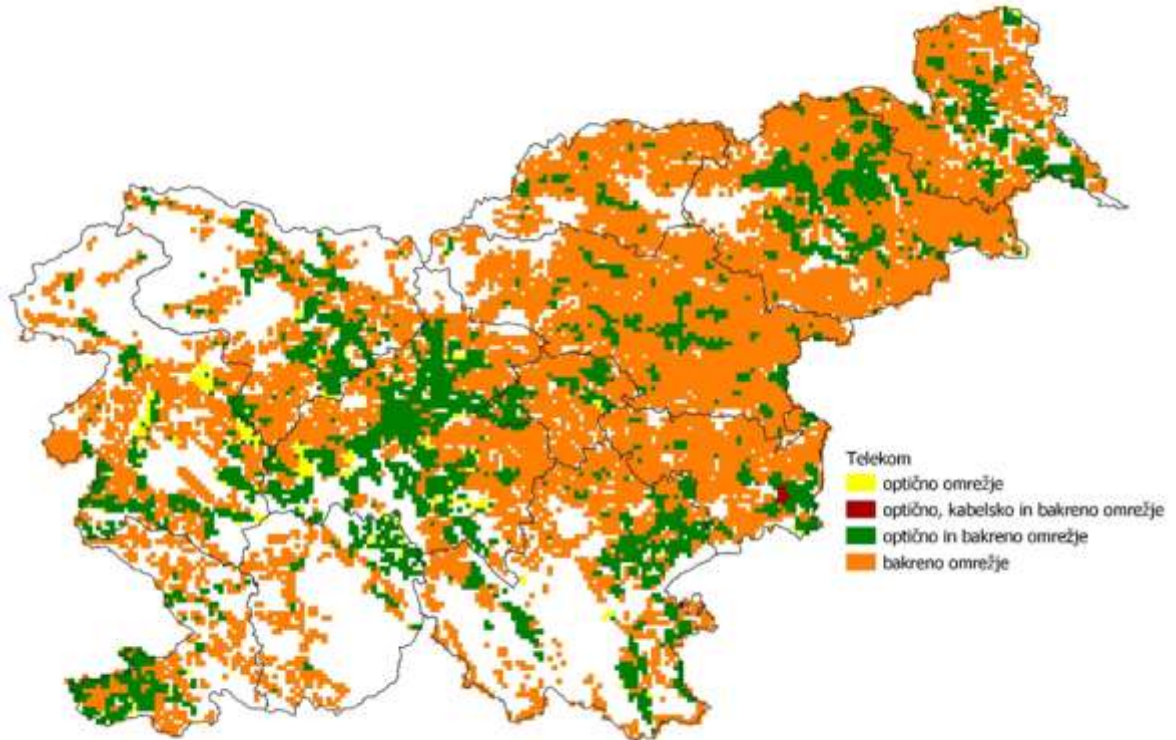 Telekom
optično omrežje
optično, kabelsko in bakreno omrežje
optično in bakreno omrežje
bakreno omrežje